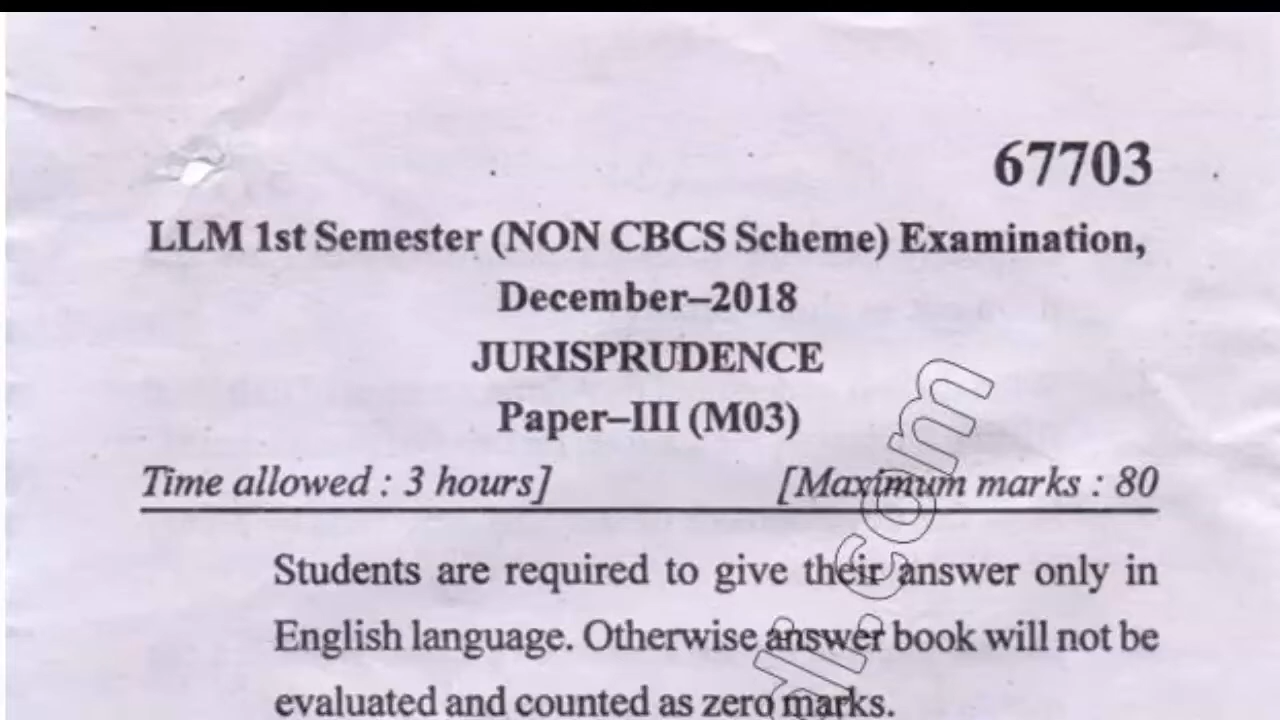 67703
LLM 1st Semester (NON CBCS Scheme) Examination,
December–2018
JURISPRUDENCE
Paper–III (M03)
Time allowed : 3 hours] [Maximum marks : 80
Students are required to give their answer only in
English language. Otherwise answer book will not be
evaluated and counted as zero marks.
.com